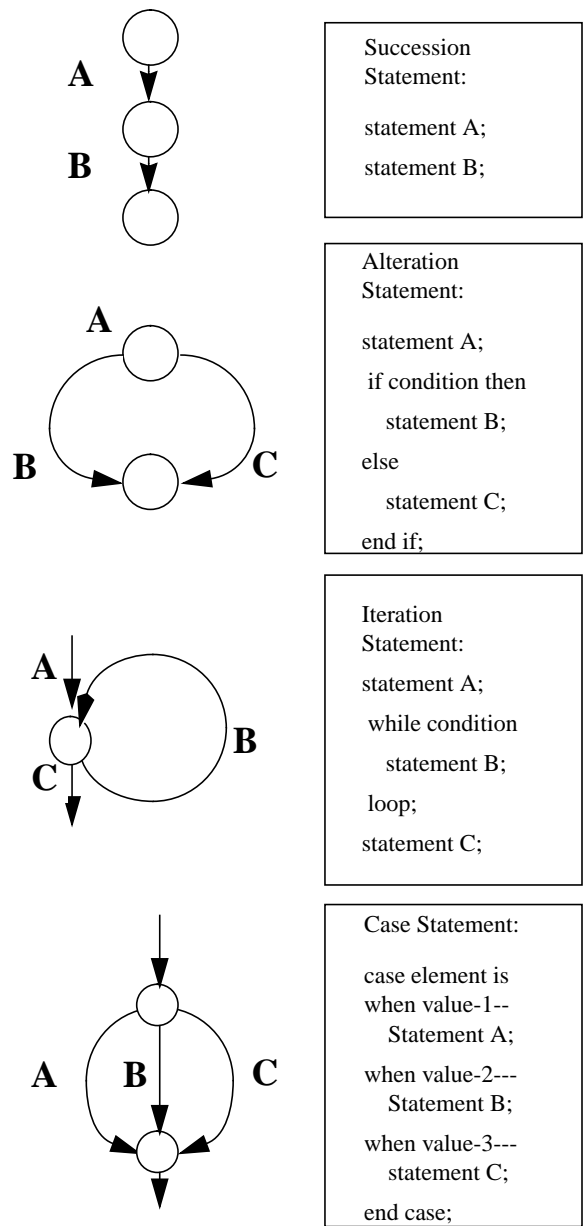 A
B
Succession
Statement:
statement A;
statement B;
A
B
C
Alteration
Statement:
statement A;
if condition then
statement B;
else
statement C;
end if;
A
B
C
Iteration
Statement:
statement A;
while condition
statement B;
loop;
statement C;
A
B
C
Case Statement:
case element is
when value-1--
Statement A;
when value-2---
Statement B;
when value-3---
statement C;
end case;